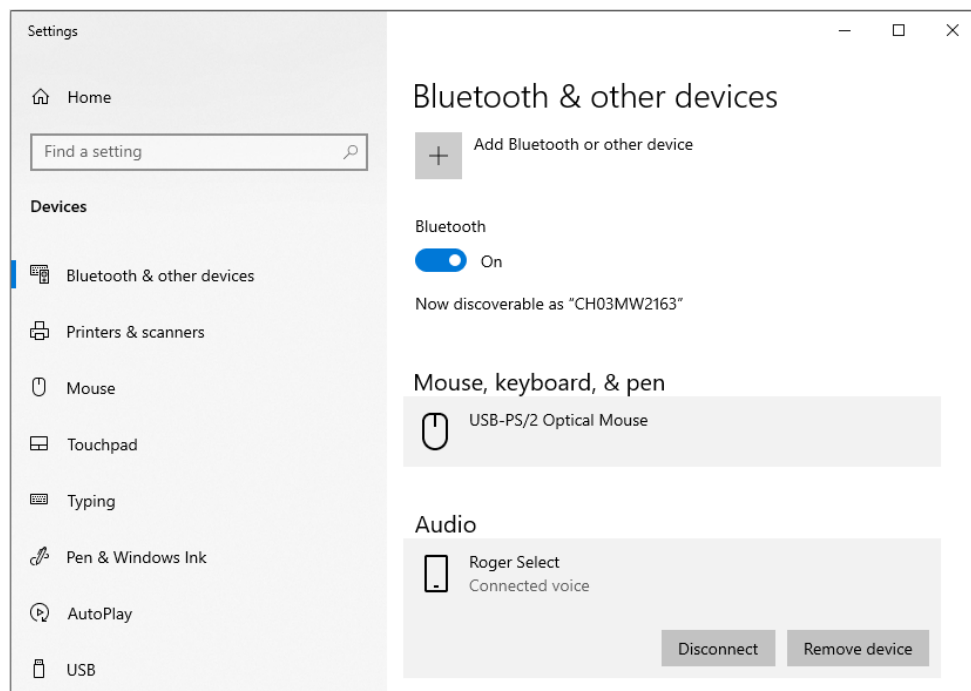 Settings
Home
Find a setting
Devices
Bluetooth & other devices
Printers & scanners
Mouse
Touchpad
Typing
Pen & Windows Ink
AutoPlay
USB
Bluetooth & other devices
Add Bluetooth or other device
Bluetooth
On
Now discoverable as “CH03MW2163”
Mouse, keyboard, & pen
USB-PS/2 Optical Mouse
Audio
Roger Select
Connected voice
Disconnect Remove device